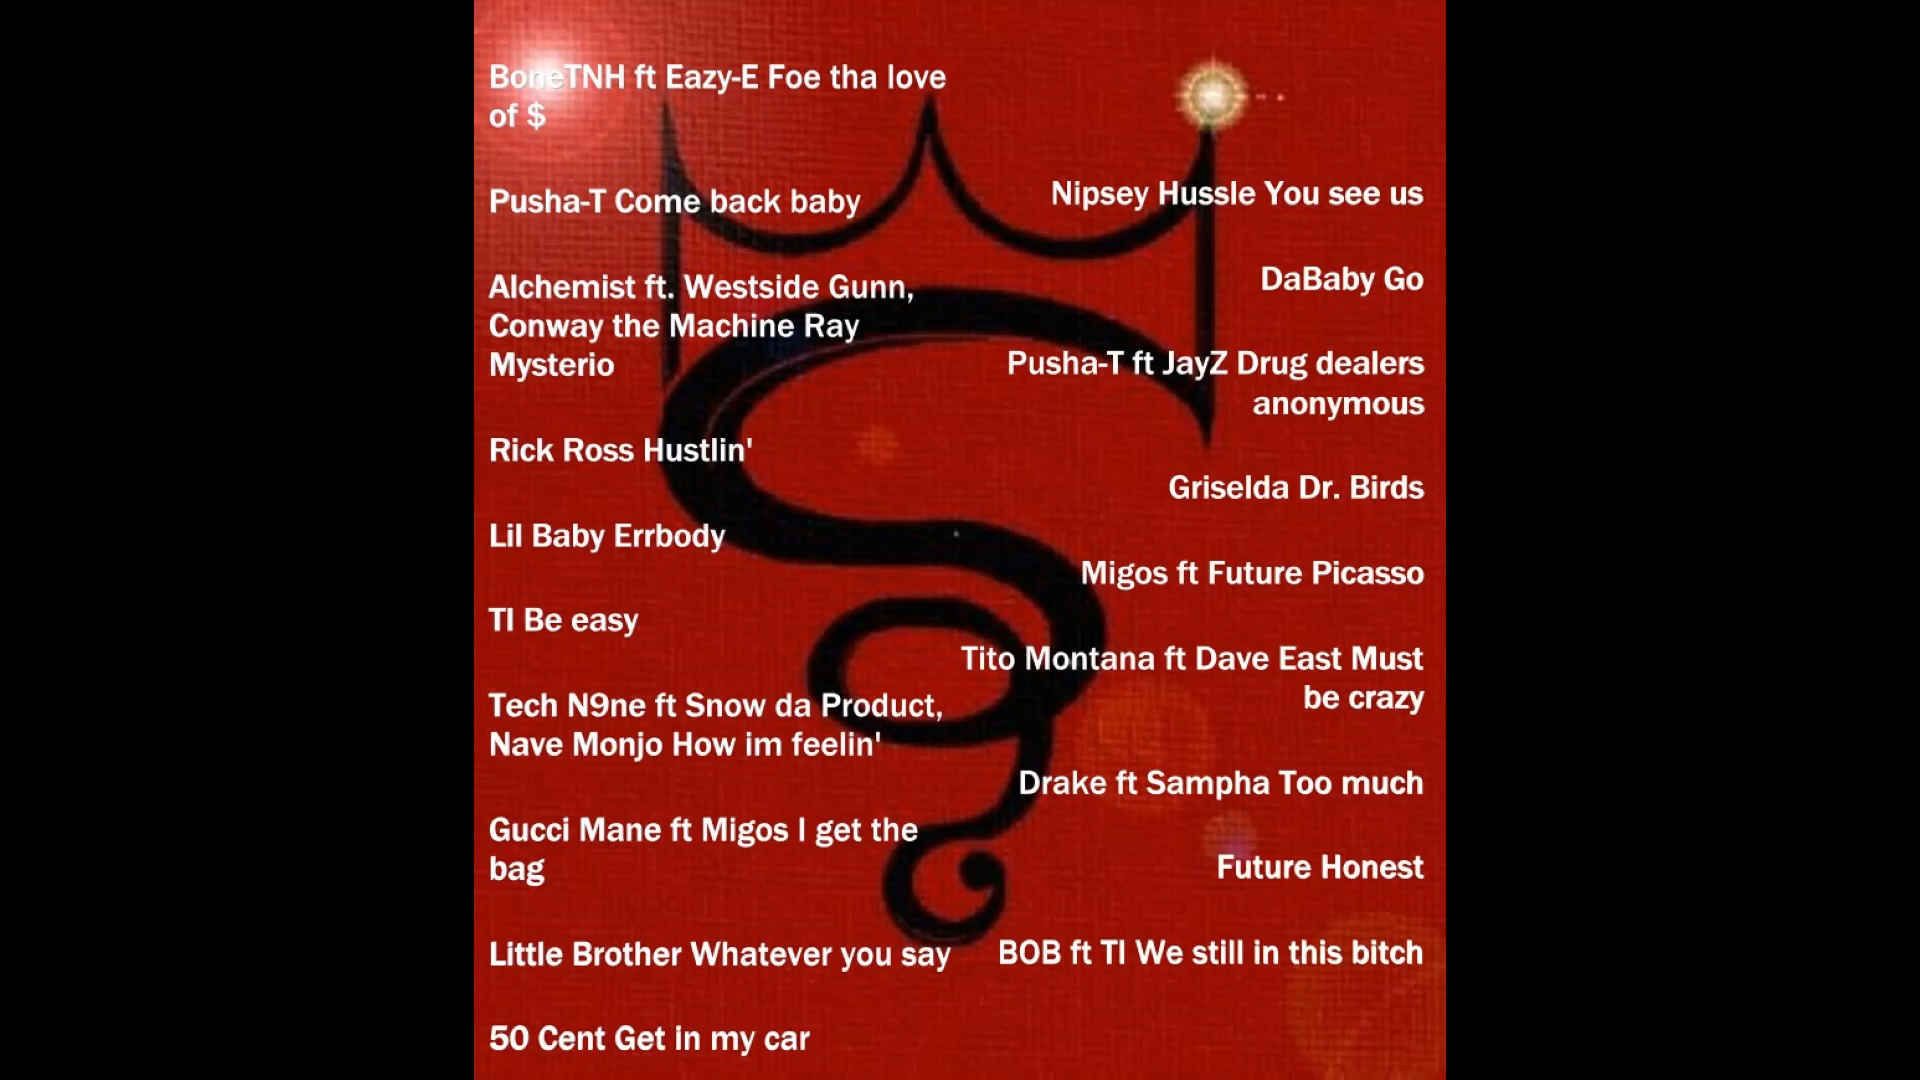 BoneTNH ft Eazy-E Foe tha love
of $
Pusha-T Come back baby
Alchemist ft. Westside Gunn,
Conway the Machine Ray
Mysterio
Rick Ross Hustlin'
Lil Baby Errbody
TI Be easy
Tech N9ne ft Snow da Product,
Nave Monjo How im feelin'
Gucci Mane ft Migos I get the
bag
Little Brother Whatever you say
50 Cent Get in my car
Nipsey Hussle You see us
DaBaby Go
Pusha-T ft JayZ Drug dealers
anonymous
Griselda Dr. Birds
Migos ft Future Picasso
Tito Montana ft Dave East Must
be crazy
Drake ft Sampha Too much
Future Honest
BOB ft TI We still in this bitch